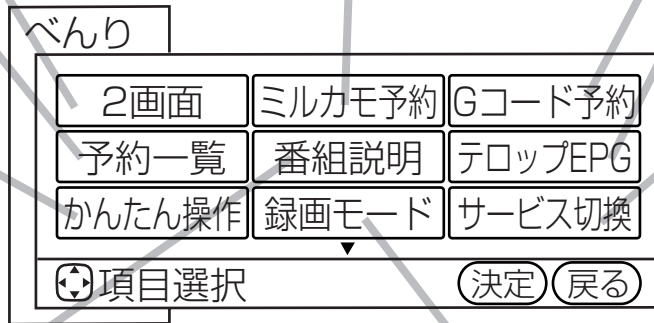 べんり
2画面 ミルカモ予約 Gコード予約
予約一覧 番組説明 テロップEPG
かんたん操作 録画モード サービス切換
項目選択 決定 戻る